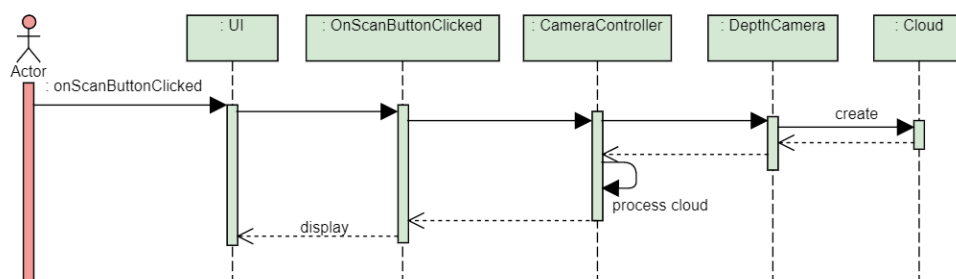 : UI
: OnScanButtonClicked
: CameraController
: DepthCamera
: Cloud
Actor
: onScanButtonClicked
create
process cloud
display